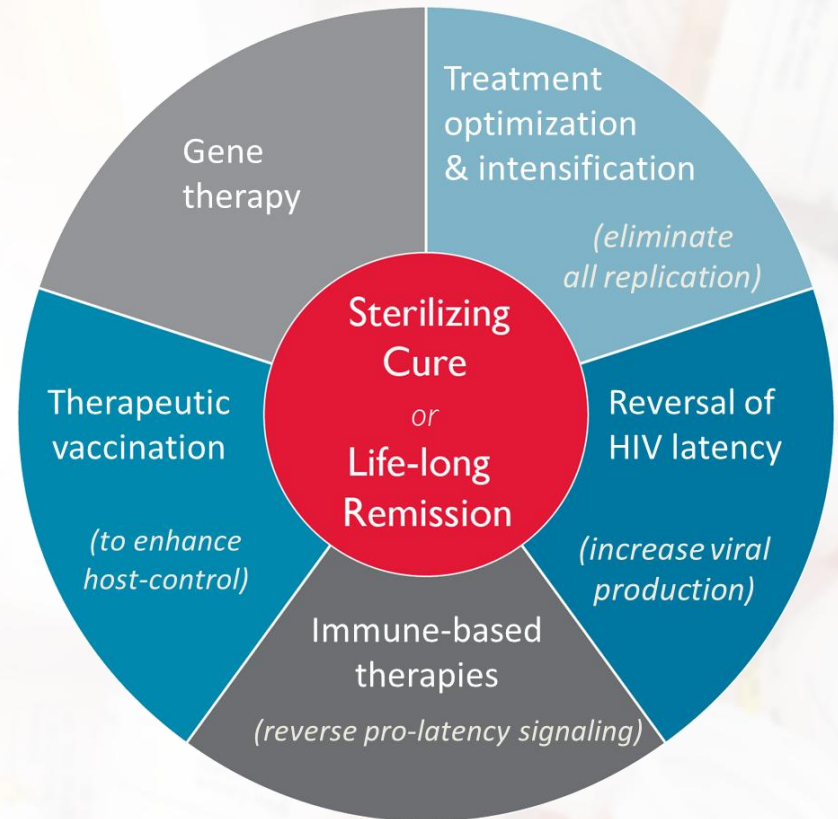 Gene
therapy
Treatment
optimization
& intensification
(eliminate
all replication)
Sterilizing
Cure
or
Life-long
Remission
Therapeutic
vaccination
(to enhance
host-control)
Reversal of
HIV latency
(increase viral
production)
Immune-based
therapies
(reverse pro-latency signaling)